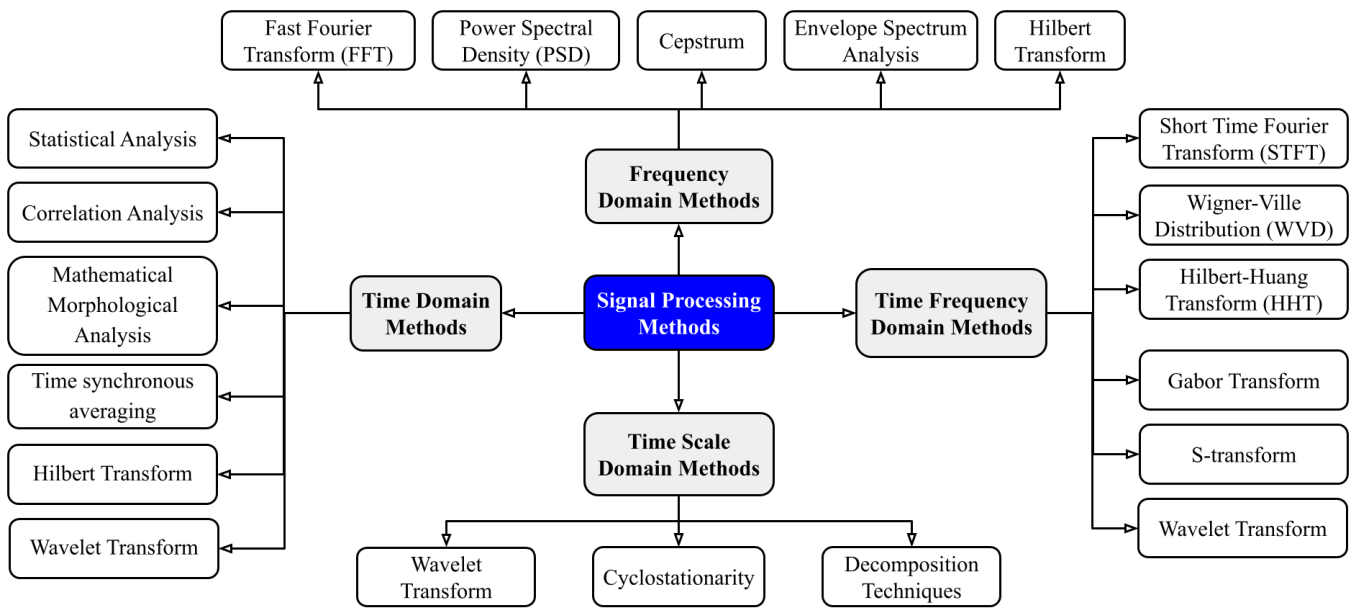 Fast Fourier
Transform (FFT)
Power Spectral
Density (PSD)
Cepstrum
Envelope Spectrum
Analysis
Hilbert
Transform
Statistical Analysis
Correlation Analysis
Mathematical
Morphological
Analysis
Time synchronous
averaging
Hilbert Transform
Wavelet Transform
Frequency
Domain Methods
Time Domain
Methods
Signal Processing
Methods
Time Frequency
Domain Methods
Time Scale
Domain Methods
Short Time Fourier
Transform (STFT)
Wigner-Ville
Distribution (WVD)
Hilbert-Huang
Transform (HHT)
Gabor Transform
S-transform
Wavelet Transform
Wavelet
Transform
Cyclostationarity
Decomposition
Techniques